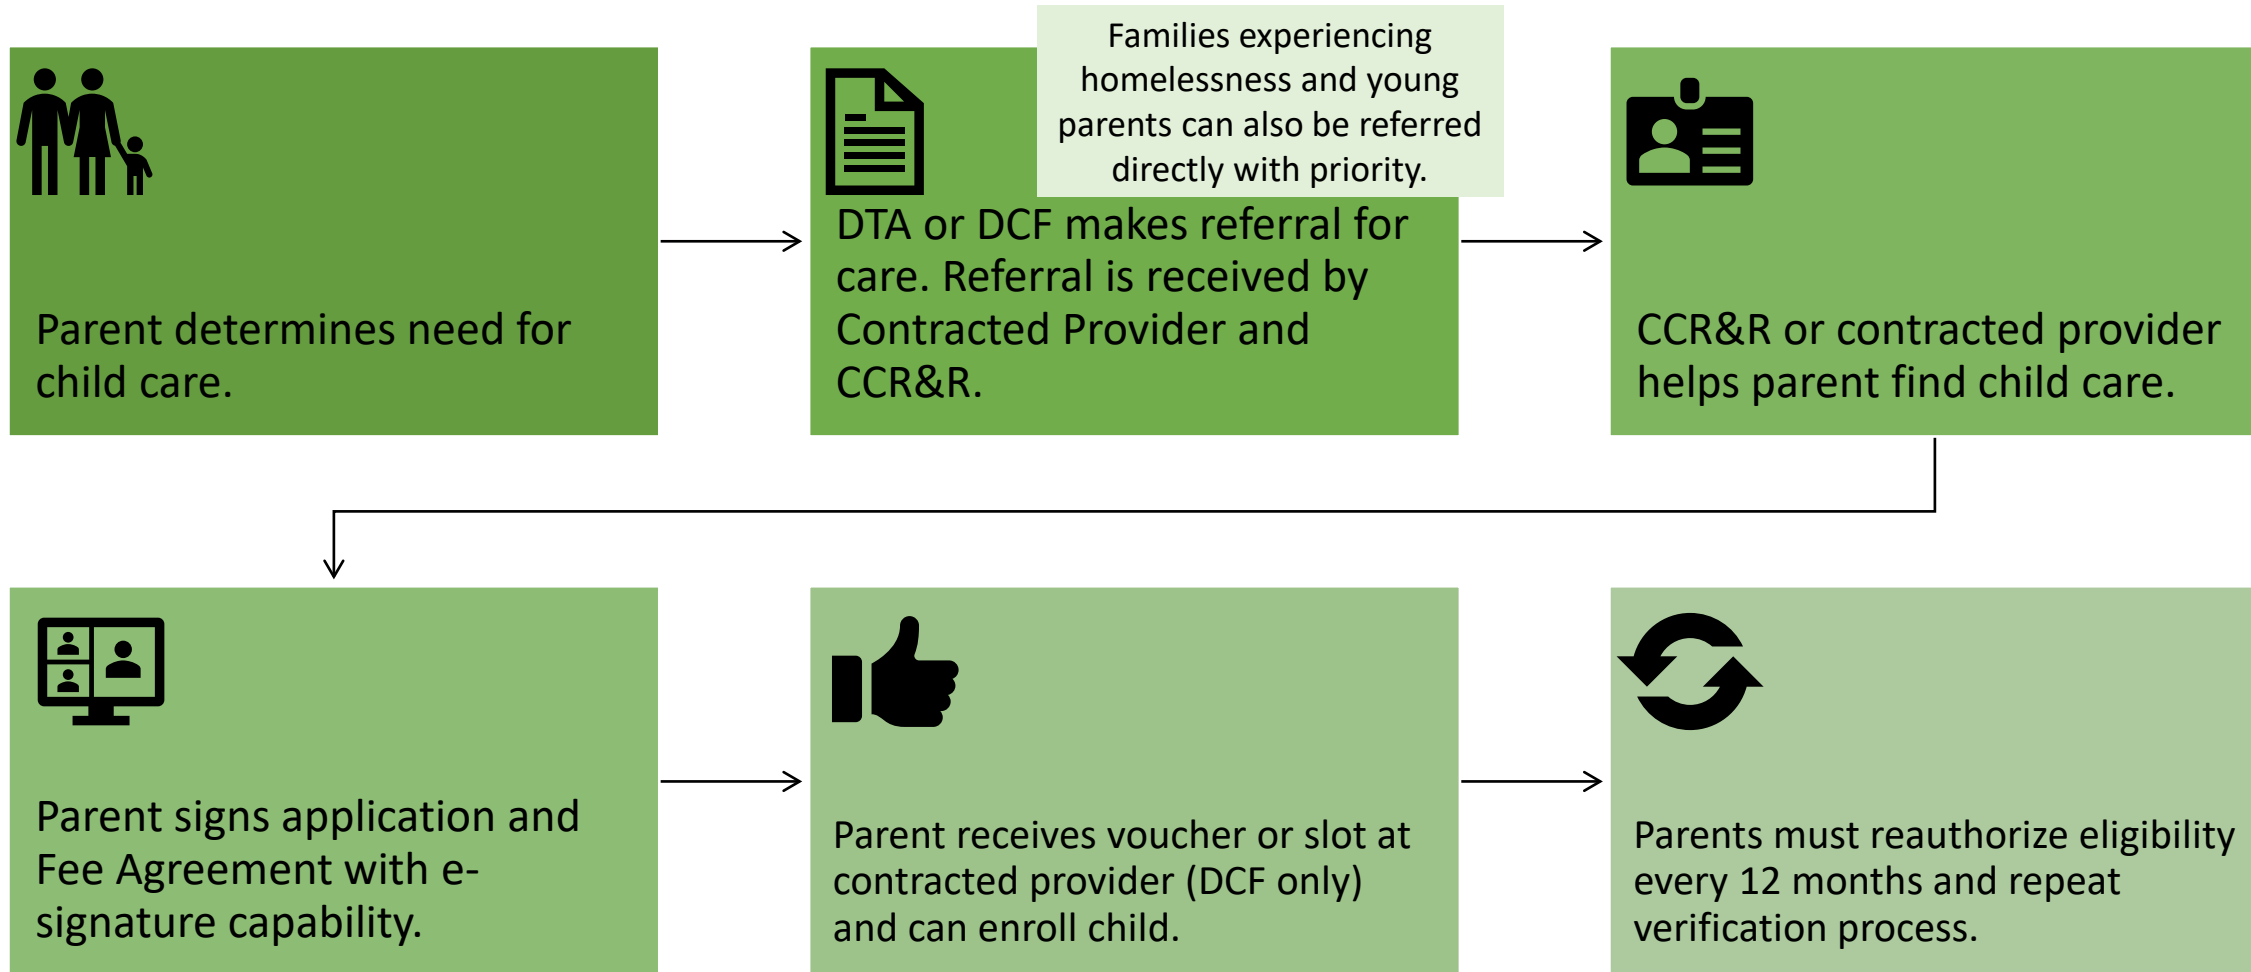 Families experiencing
homelessness and young
parents can also be referred
directly with priority.
Parent determines need for
child care.
DTA or DCF makes referral for
care. Referral is received by
Contracted Provider and
CCR&R.
CCR&R or contracted provider
helps parent find child care.
Parent signs application and
Fee Agreement with e-
signature capability.
Parent receives voucher or slot at
contracted provider (DCF only)
and can enroll child.
Parents must reauthorize eligibility
every 12 months and repeat
verification process.